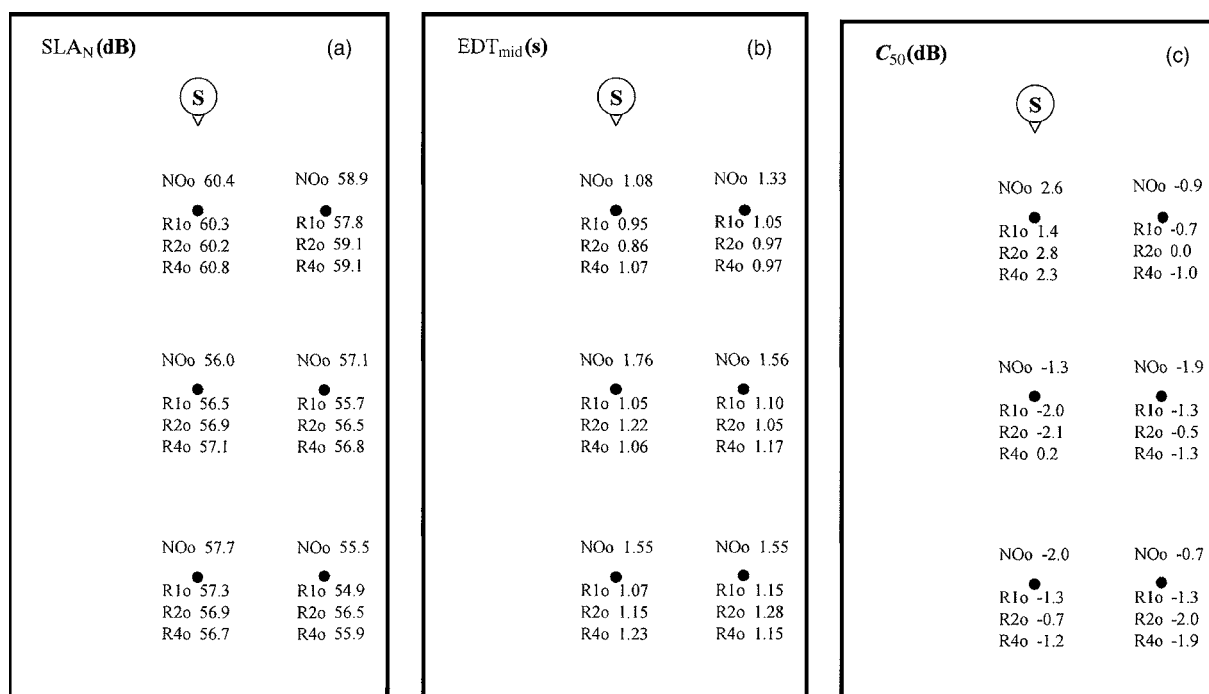 SLAN (dB) (a)
S
NOo 60.4 NOo 58.9
R1o 60.3 R1o 57.8
R2o 60.2 R2o 59.1
R4o 60.8 R4o 59.1
NOo 56.0 NOo 57.1
R1o 56.5 R1o 55.7
R2o 56.9 R2o 56.5
R4o 57.1 R4o 56.8
NOo 57.7 NOo 55.5
R1o 57.3 R1o 54.9
R2o 56.9 R2o 56.5
R4o 56.7 R4o 55.9
EDTmid (s) (b)
S
NOo 1.08 NOo 1.33
R1o 0.95 R1o 1.05
R2o 0.86 R2o 0.97
R4o 1.07 R4o 0.97
NOo 1.76 NOo 1.56
R1o 1.05 R1o 1.10
R2o 1.22 R2o 1.05
R4o 1.06 R4o 1.17
NOo 1.55 NOo 1.55
R1o 1.07 R1o 1.15
R2o 1.15 R2o 1.28
R4o 1.23 R4o 1.15
C50 (dB) (c)
S
NOo 2.6 NOo -0.9
R1o 1.4 R1o -0.7
R2o 2.8 R2o 0.0
R4o 2.3 R4o -1.0
NOo -1.3 NOo -1.9
R1o -2.0 R1o -1.3
R2o -2.1 R2o -0.5
R4o 0.2 R4o -1.3
NOo -2.0 NOo -0.7
R1o -1.3 R1o -1.3
R2o -0.7 R2o -2.0
R4o -1.2 R4o -1.9